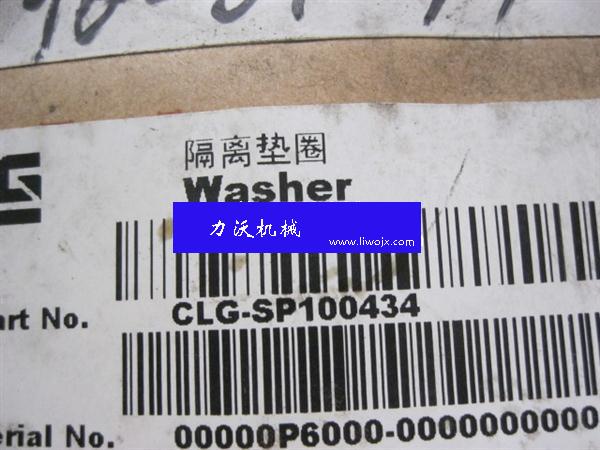 隔离垫圈
Washer
力沃机械
www.liwojx.com
art No. CLG-SP100434
erial No. 00000P6000-0000000000